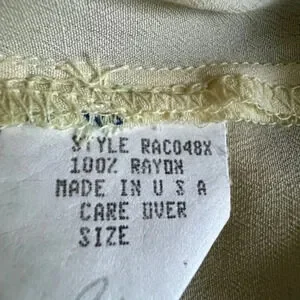 STYLE RAC048X
100% RAYON
MADE IN U S A
CARE OVER
SIZE